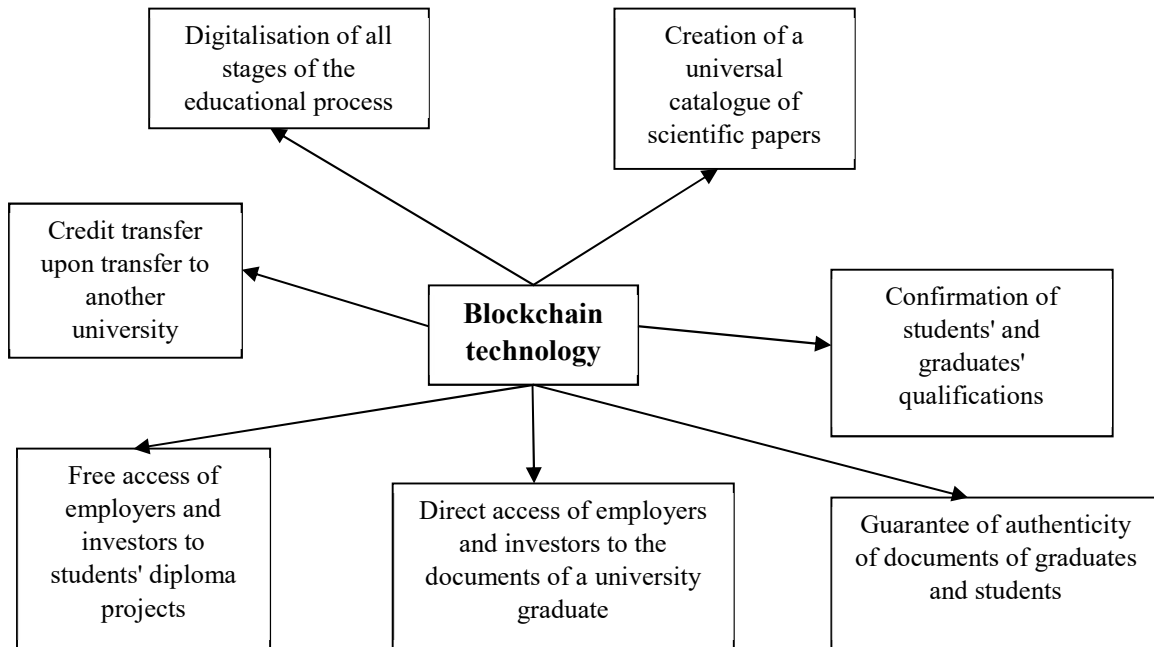 Digitalisation of all
stages of the
educational process
Creation of a
universal
catalogue of
scientific papers
Credit transfer
upon transfer to
another
university
Blockchain
technology
Confirmation of
students' and
graduates'
qualifications
Free access of
employers and
investors to
students' diploma
projects
Direct access of employers
and investors to the
documents of a university
graduate
Guarantee of authenticity
of documents of graduates
and students